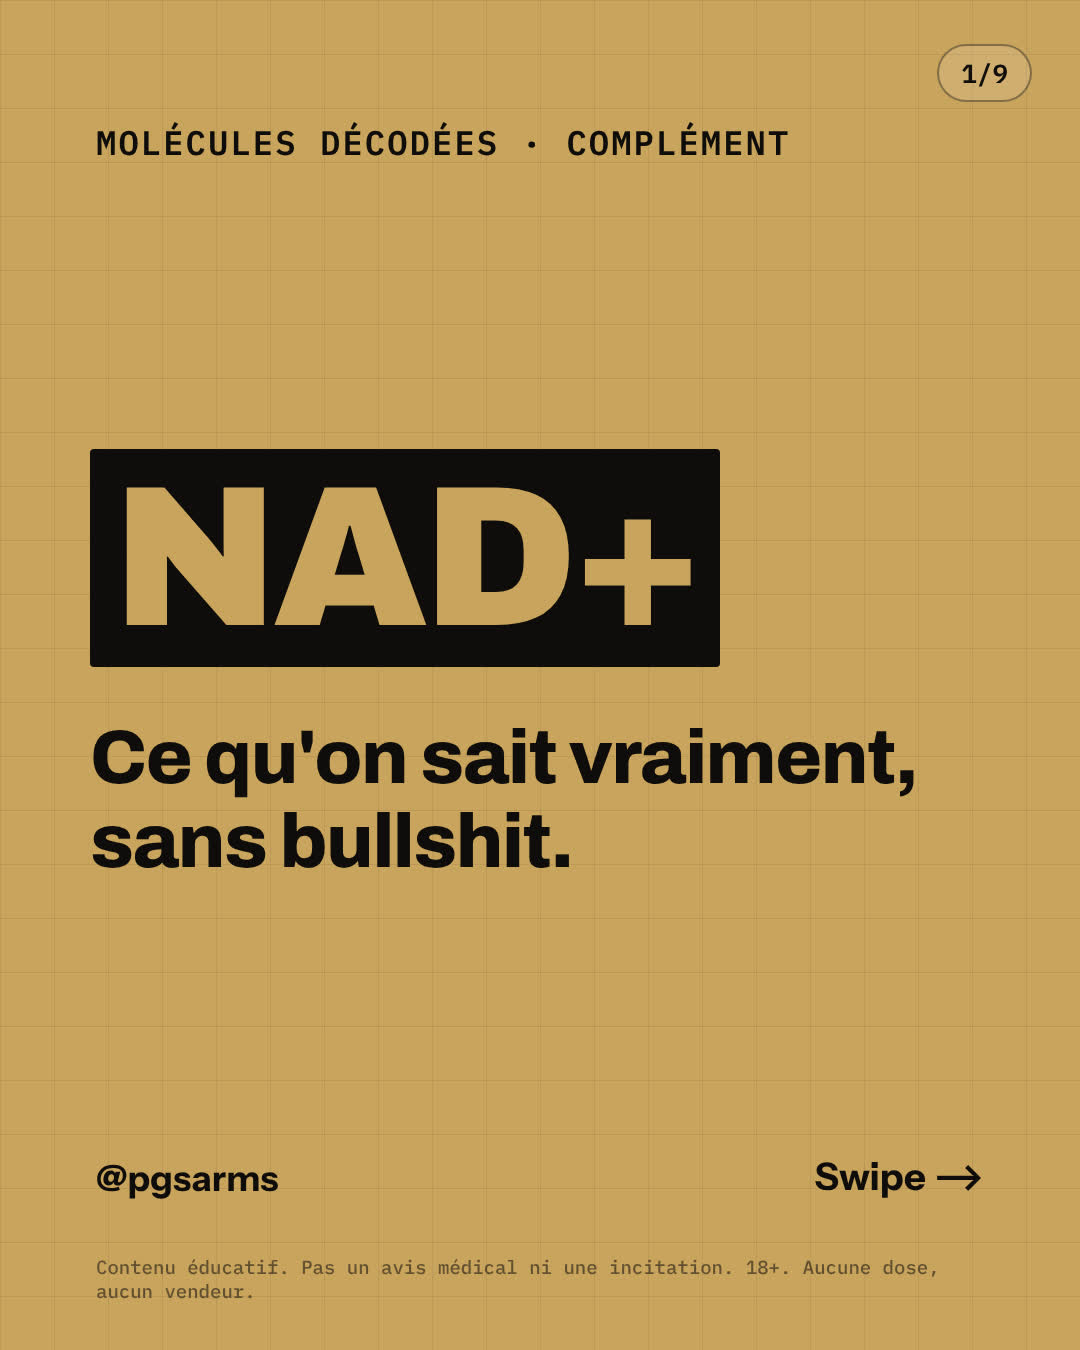 1/9
MOLÉCULES DÉCODÉES · COMPLÉMENT
NAD+
Ce qu'on sait vraiment,
sans bullshit.
@pgsarms
Swipe →
Contenu éducatif. Pas un avis médical ni une incitation. 18+. Aucune dose,
aucun vendeur.